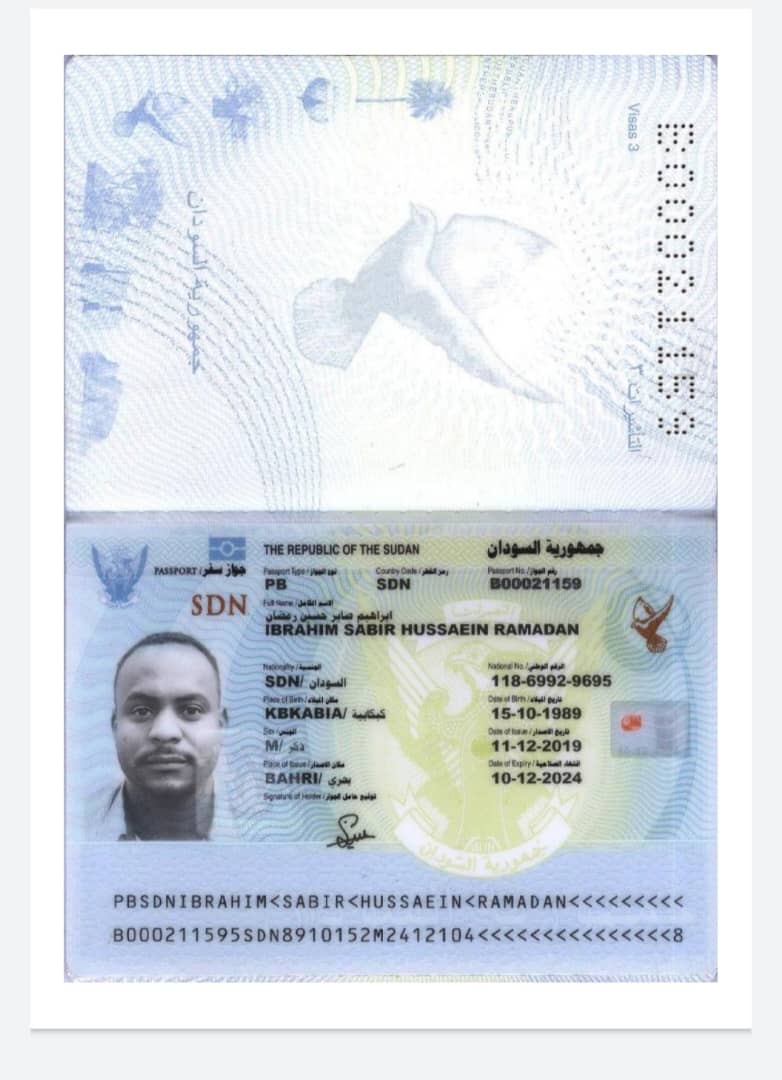 Visas 3
التأشيرات ٣
B00021159
جمهورية السودان
THE REPUBLIC OF THE SUDAN
جمهورية السودان
PASSPORT / جواز سفر
SDN
Passport Type / نوع الجواز
Country Code / رمز القطر
Passport No. / رقم الجواز
PB
SDN
B00021159
Full Name / الاسم الكامل
ابراهيم صابر حسين رمضان
IBRAHIM SABIR HUSSAEIN RAMADAN
Nationality / الجنسية
National No. / الرقم الوطني
SDN/ السودان
118-6992-9695
Place of Birth / مكان الميلاد
Date of Birth / تاريخ الميلاد
KBKABIA/ كبكابية
15-10-1989
Sex / الجنس
Date of Issue / تاريخ الاصدار
M/ ذكر
11-12-2019
Place of Issue / مكان الاصدار
Date of Expiry / انتهاء الصلاحية
BAHRI/ بحري
10-12-2024
Signature of Holder / توقيع حامل الجواز
جمهورية السودان
PBSDNIBRAHIM<SABIR<HUSSAEIN<RAMADAN<<<<<<<<<
B000211595SDN8910152M2412104<<<<<<<<<<<<<<<8